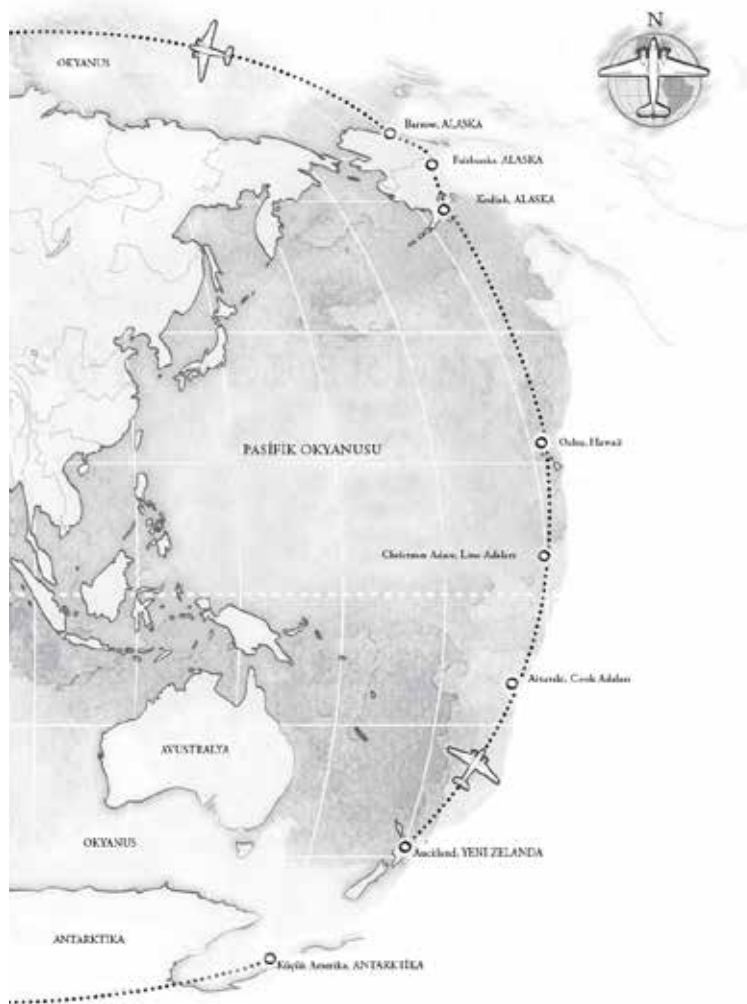 N
OKYANUS
Barrow, ALASKA
Fairbanks, ALASKA
Kodiak, ALASKA
PASİFİK OKYANUSU
Oahu, Hawaii
Christmas Adası, Line Adaları
Aitutaki, Cook Adaları
AVUSTRALYA
OKYANUS
Auckland, YENİ ZELANDA
ANTARKTİKA
Küçük Amerika, ANTARKTİKA